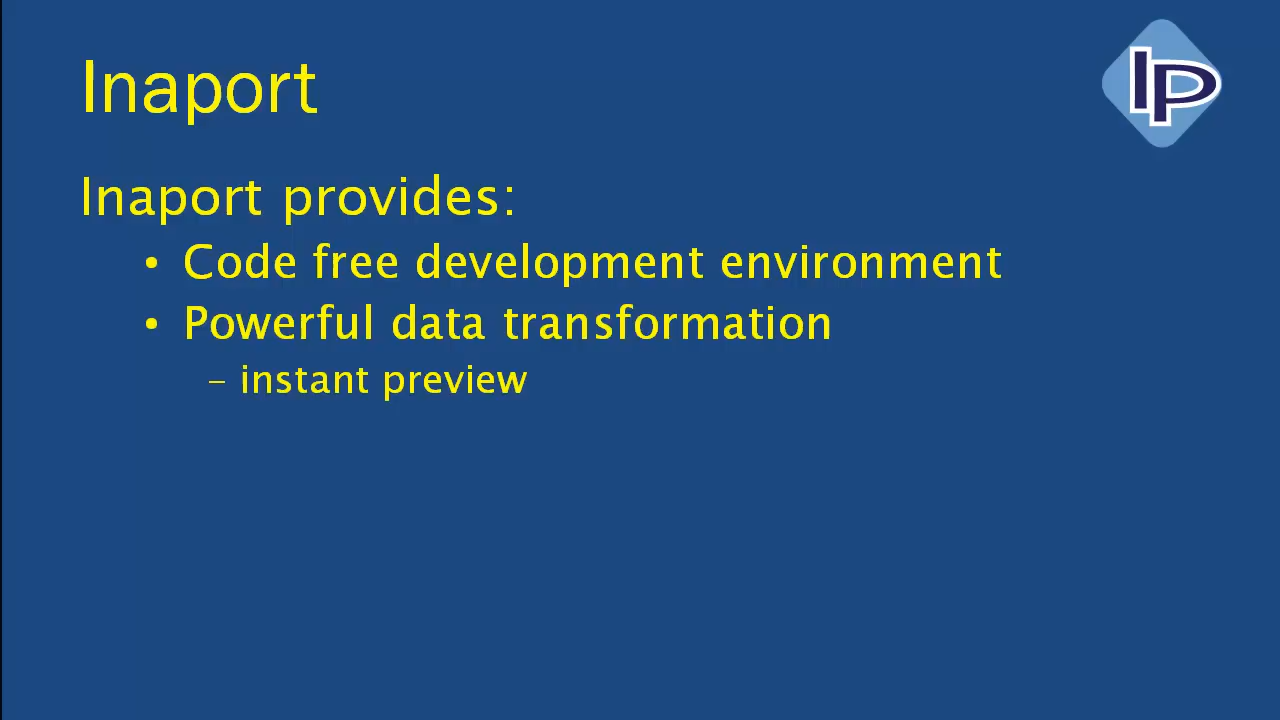 Inaport
IP
Inaport provides:
• Code free development environment
• Powerful data transformation
– instant preview